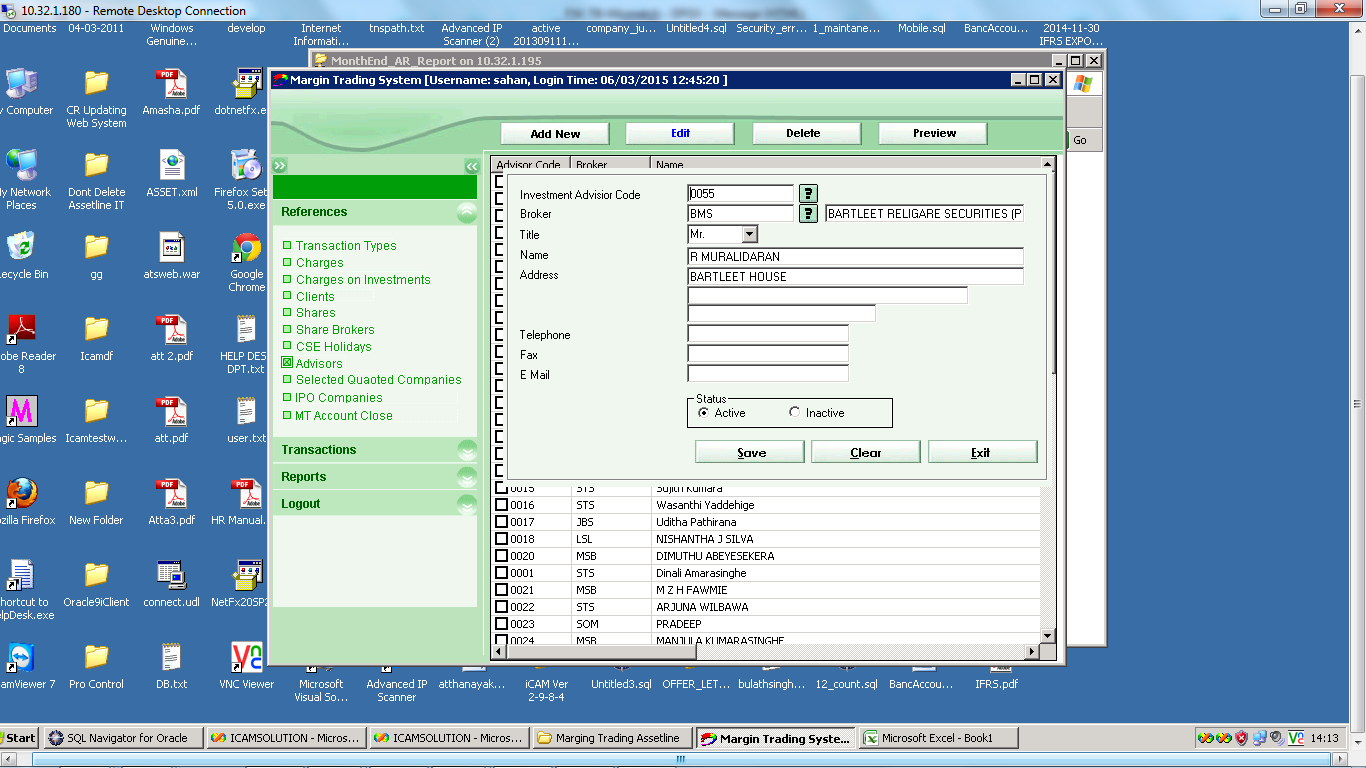 10.32.1.180 - Remote Desktop Connection
Documents
04-03-2011
Windows Genuine...
develop
Internet Informati...
tnspath.txt
Advanced IP Scanner (2)
active 201309111...
company_ju...
Untitled4.sql
Security_err...
1_maintane...
Mobile.sql
BancAccou...
2014-11-30 IFRS EXPO...
MonthEnd_AR_Report on 10.32.1.195
Margin Trading System [Username: sahan, Login Time: 06/03/2015 12:45:20 ]
Computer
CR Updating Web System
Amasha.pdf
dotnetfx.e
Add New
Edit
Delete
Preview
Go
Network Places
Dont Delete Assetline IT
ASSET.xml
Firefox Set
5.0.ex
Advisor Code
Broker
Name
Investment Advisior Code
0055
?
Broker
BMS
?
BARTLEET RELIGARE SECURITIES (P
Title
Mr.
Name
R MURALIDARAN
Address
BARTLEET HOUSE
Telephone
Fax
E Mail
Status
Active
Inactive
Save
Clear
Exit
References
Transaction Types
Charges
Charges on Investments
Clients
Shares
Share Brokers
CSE Holidays
Advisors
Selected Quaoted Companies
IPO Companies
MT Account Close
Transactions
Reports
Logout
ecycle Bin
gg
atsweb.war
Google Chrome
obe Reader 8
Icamdf
att 2.pdf
HELP DES
DPT.txt
gic Samples
Icamtestw...
att.pdf
user.txt
zilla Firefox
New Folder
Atta3.pdf
HR Manual.
hortcut to
lpDesk.exe
Oracle9iClient
connect.udl
NetFx20SP2
amViewer 7
Pro Control
DB.txt
VNC Viewer
0015 STS Sujith Kumara
0016 STS Wasanthi Yaddehige
0017 JBS Uditha Pathirana
0018 LSL NISHANTHA J SILVA
0020 MSB DIMUTHU ABEYESEKERA
0001 STS Dinali Amarasinghe
0021 MSB M Z H FAWMIE
0022 STS ARJUNA WILBAWA
0023 SOM PRADEEP
0024 MSB MANJULA KUMARASINGHE
Microsoft Visual So...
Advanced IP Scanner
atthanayak...
iCAM Ver 2-9-8-4
Untitled3.sql
OFFER_LET...
bulathsingh...
12_count.sql
BancAccou...
IFRS.pdf
Start
SQL Navigator for Oracle
ICAMSOLUTION - Micros...
ICAMSOLUTION - Micros...
Marging Trading Assetline
Margin Trading Syste...
Microsoft Excel - Book1
14:13